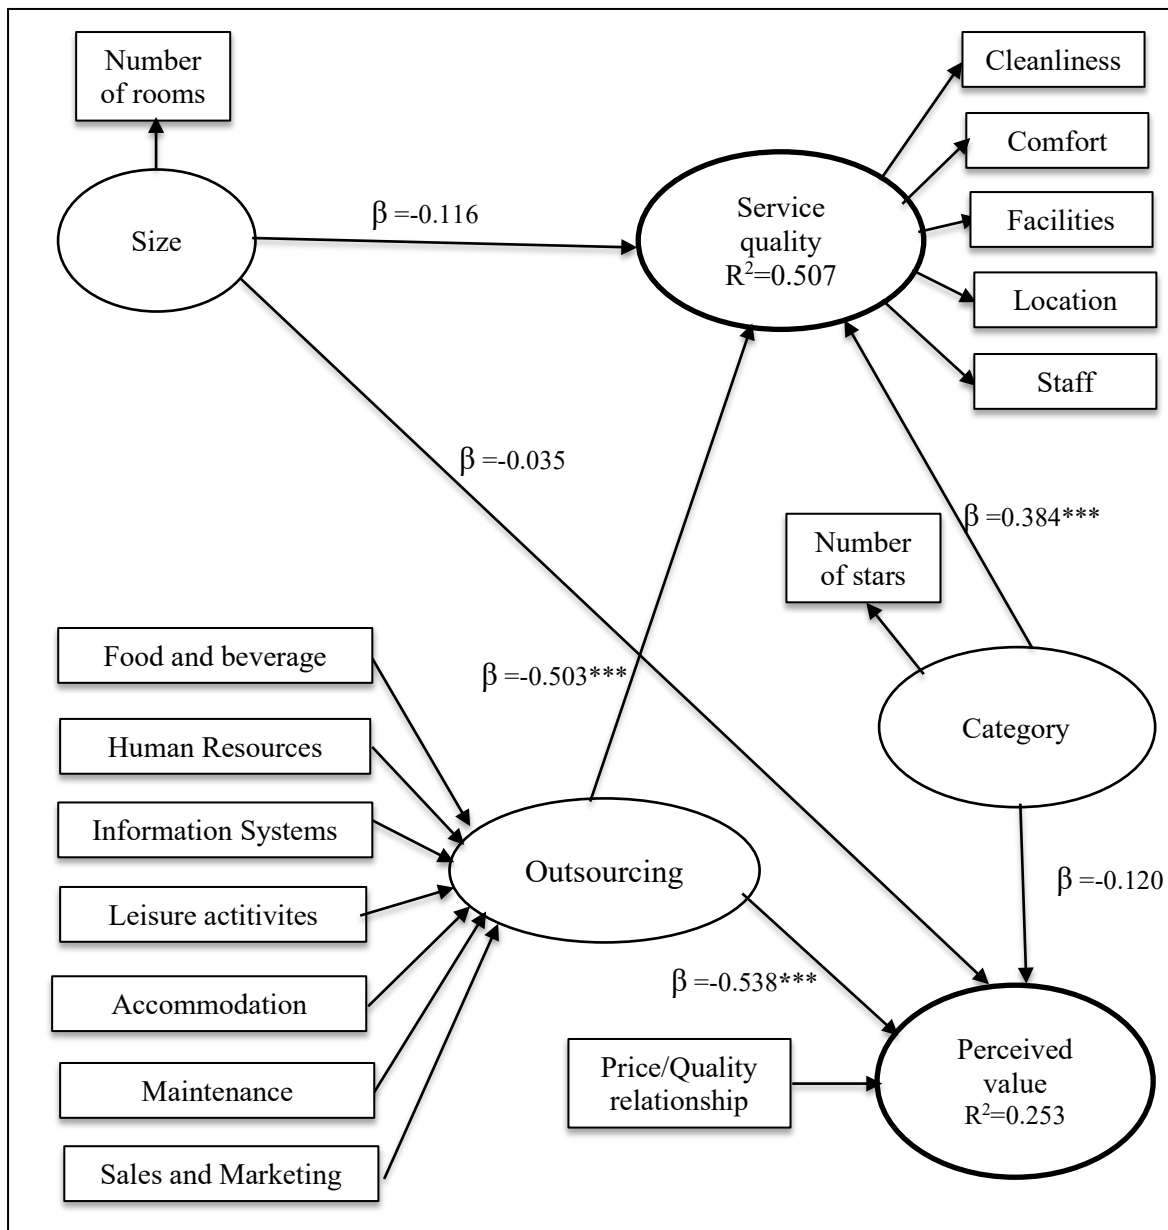 Number
of rooms
Cleanliness
Comfort
Size
β =-0.116
Service
quality
R²=0.507
Facilities
Location
Staff
β =-0.035
β =0.384***
Number
of stars
Food and beverage
β =-0.503***
Human Resources
Category
Information Systems
Outsourcing
Leisure actitivites
β =-0.120
Accommodation
β =-0.538***
Maintenance
Price/Quality
relationship
Perceived
value
R²=0.253
Sales and Marketing